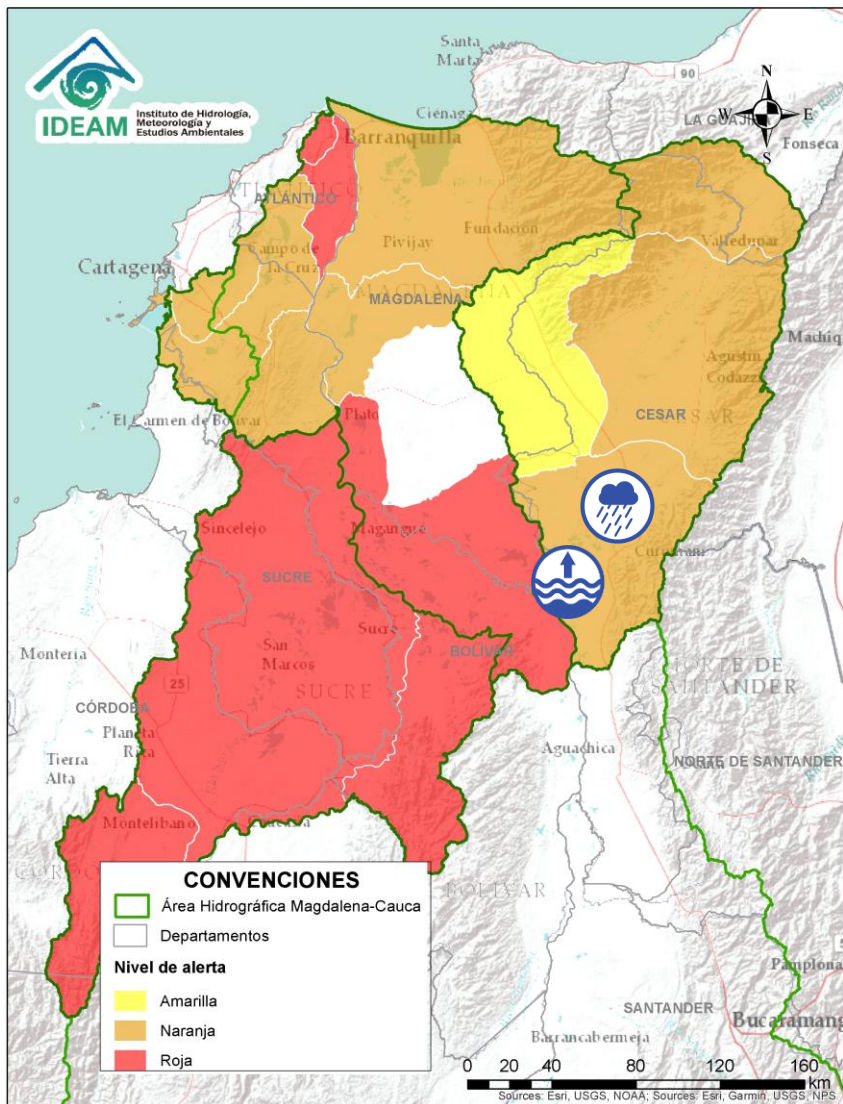 IDEAM
Instituto de Hidrología,
Meteorología y
Estudios Ambientales
Santa
Marta
90
N
W
E
S
LA GUAJIRA
Ciénaga
Fonseca
Barranquilla
ATLÁNTICO
Fundación
Pivijay
Valledupar
Campo de
la Cruz
Cartagena
MAGDALENA
Machiq
Agustín
Codazzi
El Carmen de Bolívar
Plato
CESAR
Sincelejo
Magangué
SUCRE
Sucre
San
Marcos
BOLÍVAR
SUCRE
Montería
25
CÓRDOBA
NORTE DE
SANTANDER
Planeta
Rica
Aguachica
Tierra
Alta
NORTE DE SANTANDER
Montelíbano
BOLÍVAR
CONVENCIONES
Área Hidrográfica Magdalena-Cauca
Departamentos
Nivel de alerta
Amarilla
Naranja
Roja
Pamplona
SANTANDER
Bucaramang
Barrancabermeja
0 20 40 80 120 160
km
Sources: Esri, USGS, NOAA; Sources: Esri, Garmin, USGS, NPS